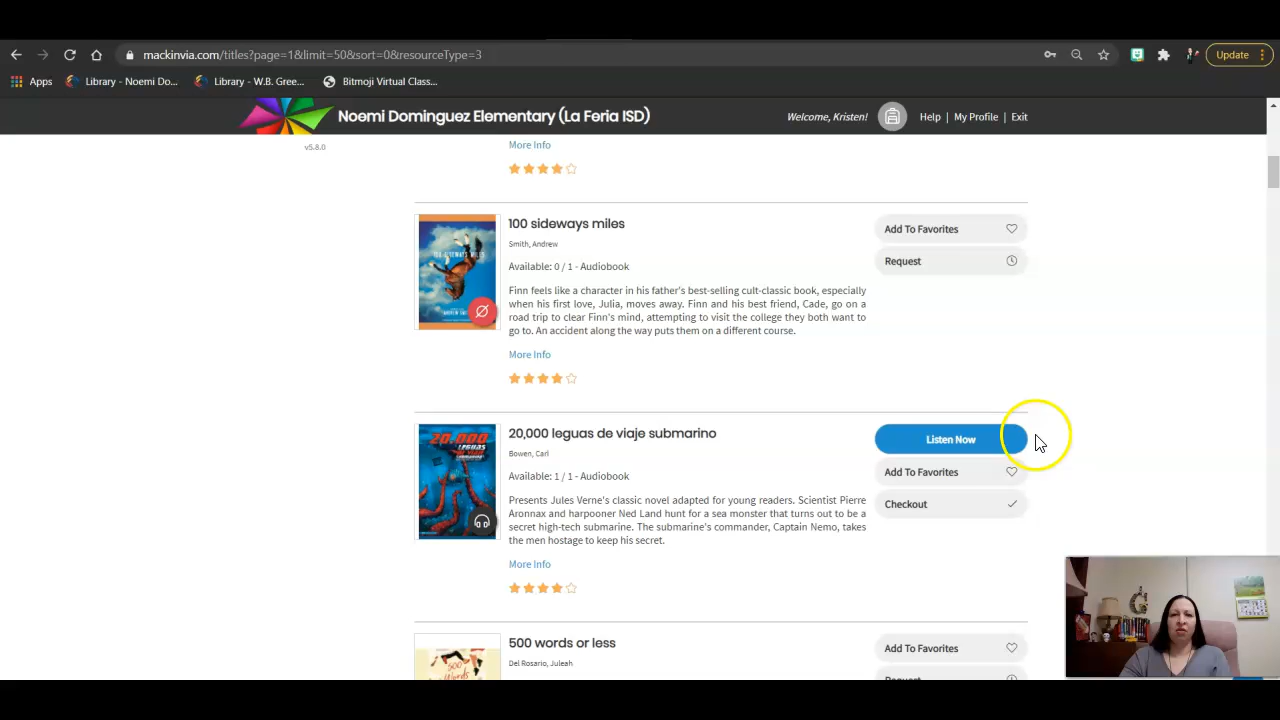 mackinvia.com/titles?page=1&limit=50&sort=0&resourceType=3
Update
Apps
Library - Noemi Do...
Library - W.B. Gree...
Bitmoji Virtual Class...
Noemi Dominguez Elementary (La Feria ISD)
Welcome, Kristen!
Help | My Profile | Exit
v5.8.0
More Info
100 sideways miles
Smith, Andrew
Available: 0 / 1 - Audiobook
Finn feels like a character in his father's best-selling cult-classic book, especially
when his first love, Julia, moves away. Finn and his best friend, Cade, go on a
road trip to clear Finn's mind, attempting to visit the college they both want to
go to. An accident along the way puts them on a different course.
More Info
Add To Favorites
Request
20,000 leguas de viaje submarino
Bowen, Carl
Available: 1 / 1 - Audiobook
Presents Jules Verne's classic novel adapted for young readers. Scientist Pierre
Aronnax and harpooner Ned Land hunt for a sea monster that turns out to be a
secret high-tech submarine. The submarine's commander, Captain Nemo, takes
the men hostage to keep his secret.
More Info
Listen Now
Add To Favorites
Checkout
20,000
LEGUAS
500 words or less
Del Rosario, Juleah
Add To Favorites
Request